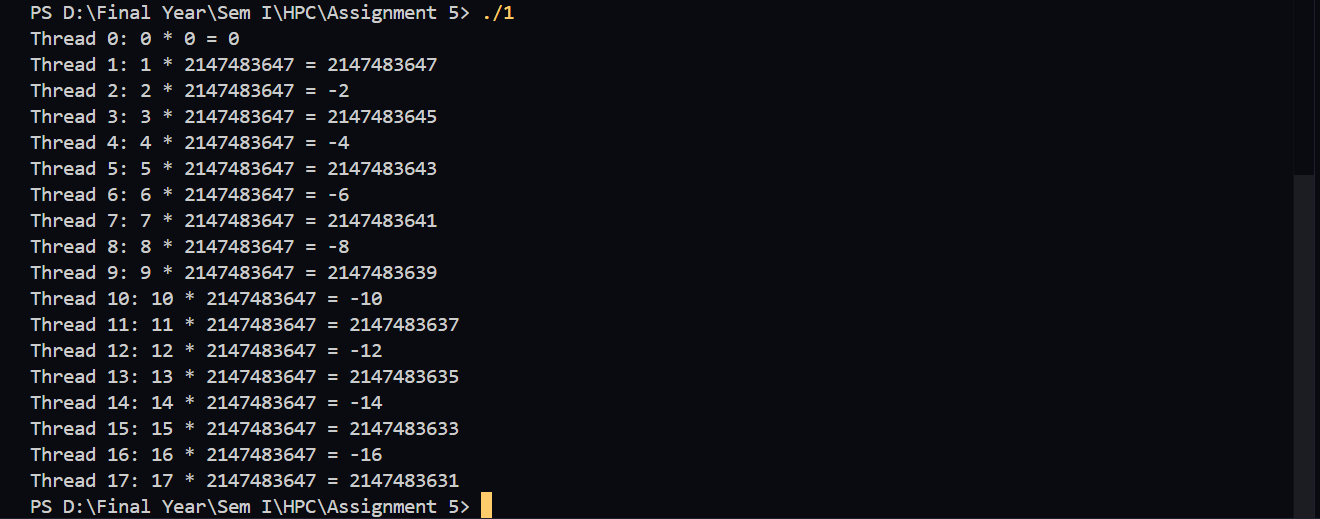 PS D:\Final Year\Sem I\HPC\Assignment 5> ./1
Thread 0: 0 * 0 = 0
Thread 1: 1 * 2147483647 = 2147483647
Thread 2: 2 * 2147483647 = -2
Thread 3: 3 * 2147483647 = 2147483645
Thread 4: 4 * 2147483647 = -4
Thread 5: 5 * 2147483647 = 2147483643
Thread 6: 6 * 2147483647 = -6
Thread 7: 7 * 2147483647 = 2147483641
Thread 8: 8 * 2147483647 = -8
Thread 9: 9 * 2147483647 = 2147483639
Thread 10: 10 * 2147483647 = -10
Thread 11: 11 * 2147483647 = 2147483637
Thread 12: 12 * 2147483647 = -12
Thread 13: 13 * 2147483647 = 2147483635
Thread 14: 14 * 2147483647 = -14
Thread 15: 15 * 2147483647 = 2147483633
Thread 16: 16 * 2147483647 = -16
Thread 17: 17 * 2147483647 = 2147483631
PS D:\Final Year\Sem I\HPC\Assignment 5>